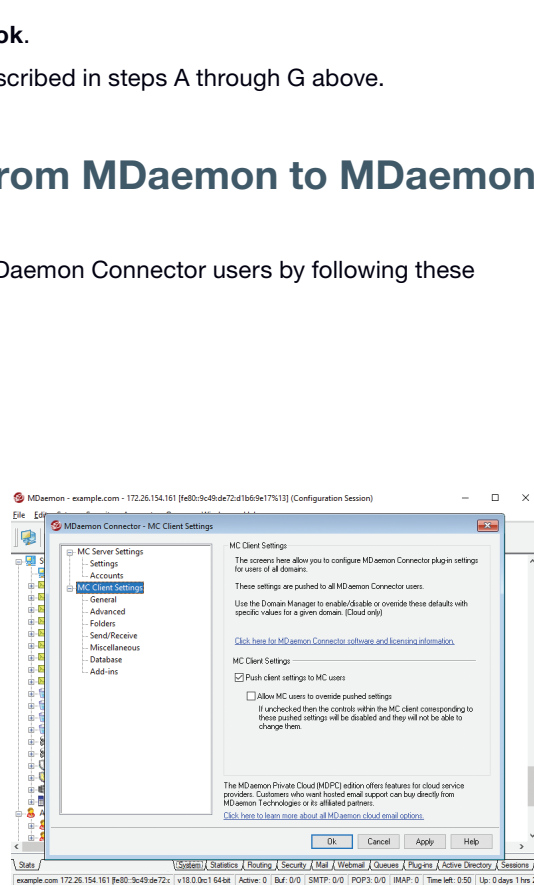 ok.
scribed in steps A through G above.
rom MDaemon to MDaemon
Daemon Connector users by following these
MDaemon - example.com - 172.26.154.161 [fe80::9c49:de72:d1b6:9e17%13] (Configuration Session)
File
MDaemon Connector - MC Client Settings
MC Server Settings
Settings
Accounts
MC Client Settings
General
Advanced
Folders
Send/Receive
Miscellaneous
Database
Add-ins
MC Client Settings
The screens here allow you to configure MDaemon Connector plug-in settings
for users of all domains.
These settings are pushed to all MDaemon Connector users.
Use the Domain Manager to enable/disable or override these defaults with
specific values for a given domain. (Cloud only)
Click here for MDaemon Connector software and licensing information.
MC Client Settings
Push client settings to MC users
Allow MC users to override pushed settings
If unchecked then the controls within the MC client corresponding to
these pushed settings will be disabled and they will not be able to
change them.
The MDaemon Private Cloud (MDPC) edition offers features for cloud service
providers. Customers who want hosted email support can buy directly from
MDaemon Technologies or its affiliated partners.
Click here to learn more about all MDaemon cloud email options.
Ok Cancel Apply Help
Stats System Statistics Routing Security Mail Webmail Queues Plug-ins Active Directory Sessions
example.com 172.26.154.161 [fe80::9c49:de72:c v18.0.0rc1 64-bit Active: 0 Buf: 0/0 SMTP: 0/0 POP3: 0/0 IMAP: 0 Time left: 0:50 Up: 0 days 1 hrs